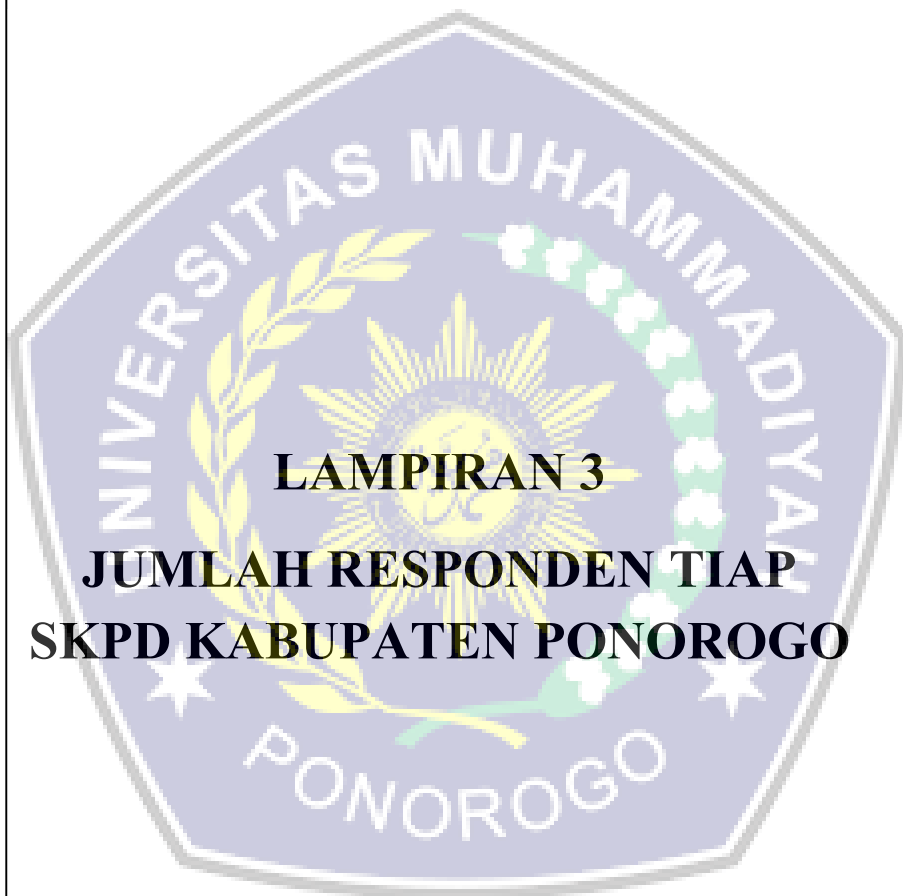 UNIVERSITAS MUHAMMADIYAH
LAMPIRAN 3
JUMLAH RESPONDEN TIAP
SKPD KABUPATEN PONOROGO
PONOROGO